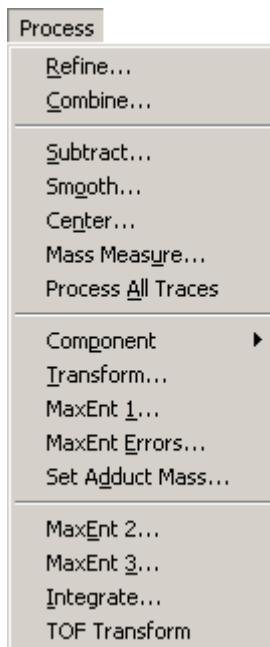 Process
Refine...
Combine...
Subtract...
Smooth...
Center...
Mass Measure...
Process All Traces
Component
Transform...
MaxEnt 1...
MaxEnt Errors...
Set Adduct Mass...
MaxEnt 2...
MaxEnt 3...
Integrate...
TOF Transform